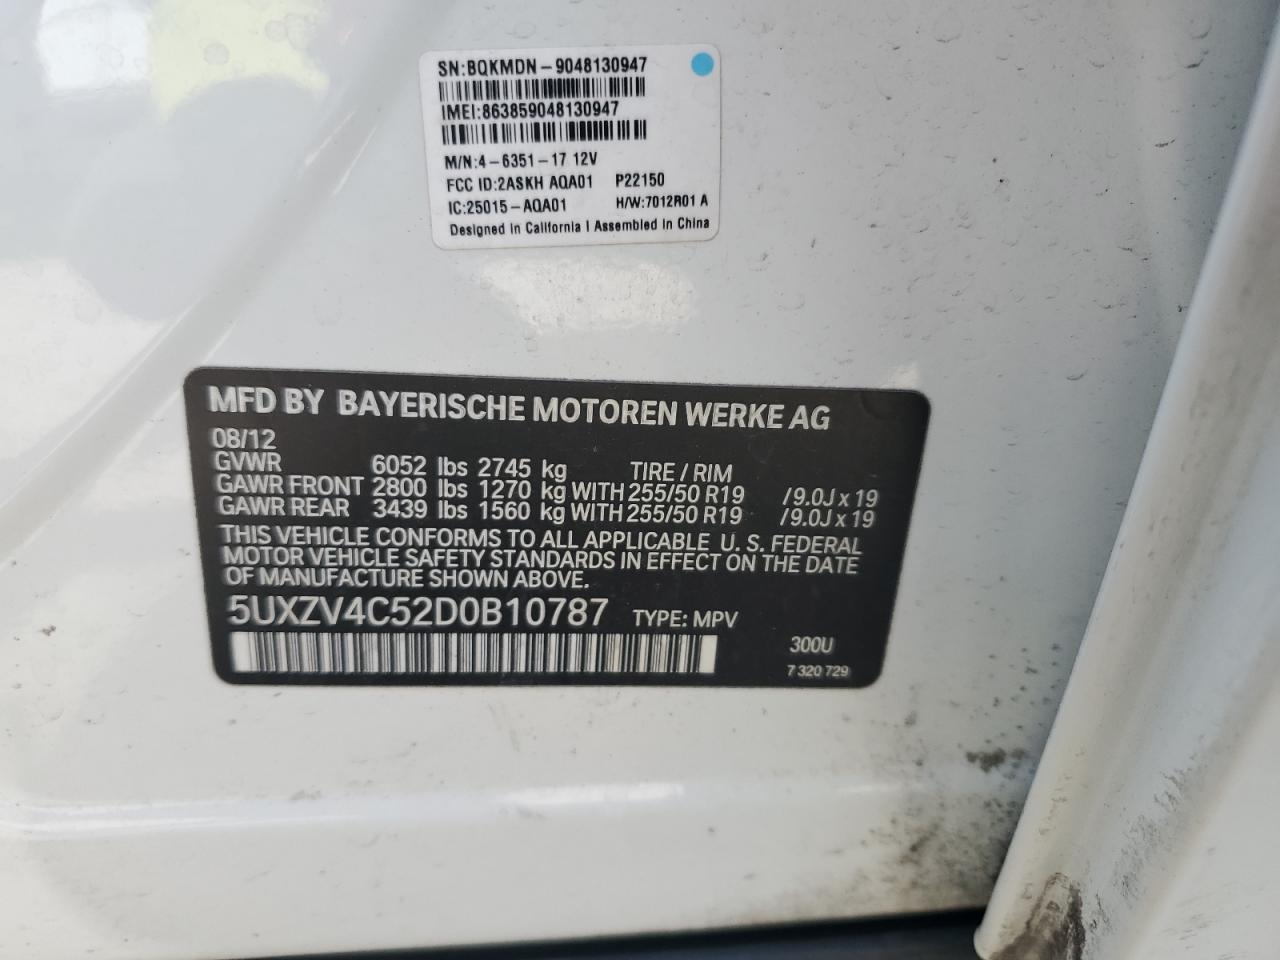 SN:BQKMDN-9048130947
IMEI:863859048130947
M/N:4-6351-17 12V
FCC ID:2ASKH AQA01 P22150
IC:25015-AQA01 H/W:7012R01 A
Designed in California | Assembled in China
MFD BY BAYERISCHE MOTOREN WERKE AG
08/12
GVWR 6052 lbs 2745 kg TIRE / RIM
GAWR FRONT 2800 lbs 1270 kg WITH 255/50 R19 /9.0J x 19
GAWR REAR 3439 lbs 1560 kg WITH 255/50 R19 /9.0J x 19
THIS VEHICLE CONFORMS TO ALL APPLICABLE U. S. FEDERAL
MOTOR VEHICLE SAFETY STANDARDS IN EFFECT ON THE DATE
OF MANUFACTURE SHOWN ABOVE.
5UXZV4C52D0B10787 TYPE: MPV
300U
7 320 729